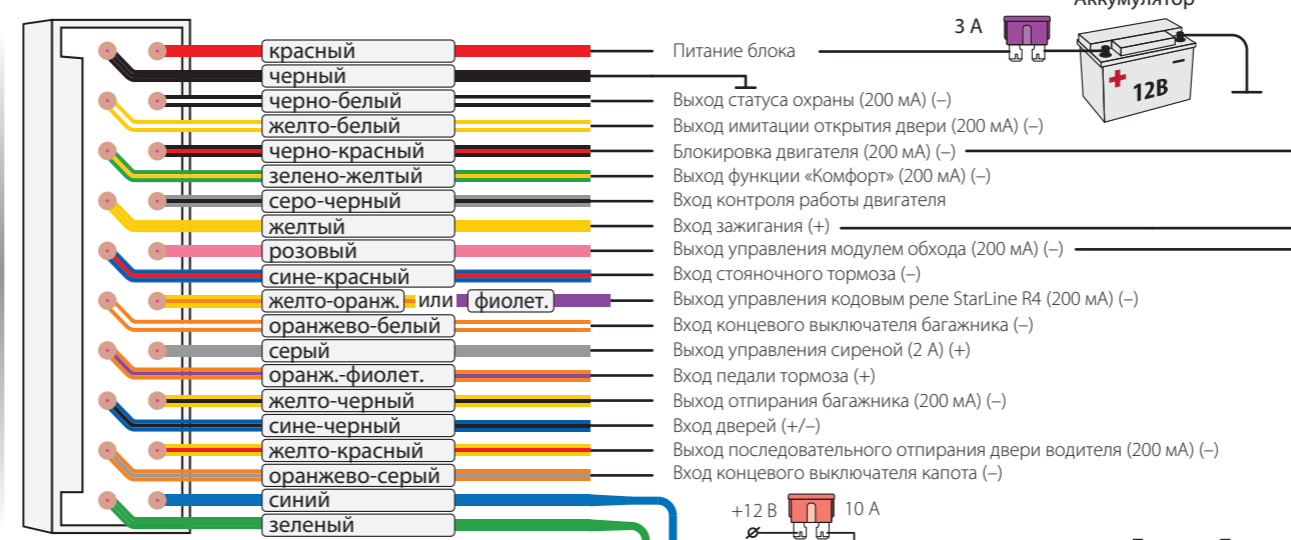 Аккумулятор
3 А
красный Питание блока
черный
12В
черно-белый Выход статуса охраны (200 мА) (–)
желто-белый Выход имитации открытия двери (200 мА) (–)
черно-красный Блокировка двигателя (200 мА) (–)
зелено-желтый Выход функции «Комфорт» (200 мА) (–)
серо-черный Вход контроля работы двигателя
желтый Вход зажигания (+)
розовый Выход управления модулем обхода (200 мА) (–)
сине-красный Вход стояночного тормоза (–)
желто-оранж. или фиолет. Выход управления кодовым реле StarLine R4 (200 мА) (–)
оранжево-белый Вход концевого выключателя багажника (–)
серый Выход управления сиреной (2 А) (+)
оранж.-фиолет. Вход педали тормоза (+)
желто-черный Выход отпирания багажника (200 мА) (–)
сине-черный Вход дверей (+/–)
желто-красный Выход последовательного отпирания двери водителя (200 мА) (–)
оранжево-серый Вход концевого выключателя капота (–)
синий
+12 В 10 А
зеленый